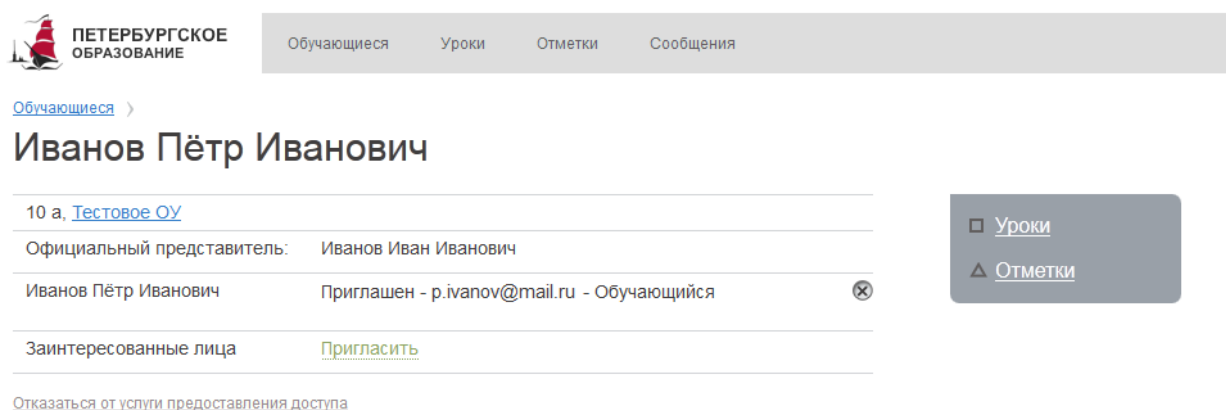 ПЕТЕРБУРГСКОЕ
ОБРАЗОВАНИЕ
Обучающиеся Уроки Отметки Сообщения
Обучающиеся
Иванов Пётр Иванович
10 а, Тестовое ОУ
Официальный представитель: Иванов Иван Иванович
Иванов Пётр Иванович Приглашен - p.ivanov@mail.ru - Обучающийся
Заинтересованные лица Пригласить
Отказаться от услуги предоставления доступа
Уроки
Отметки